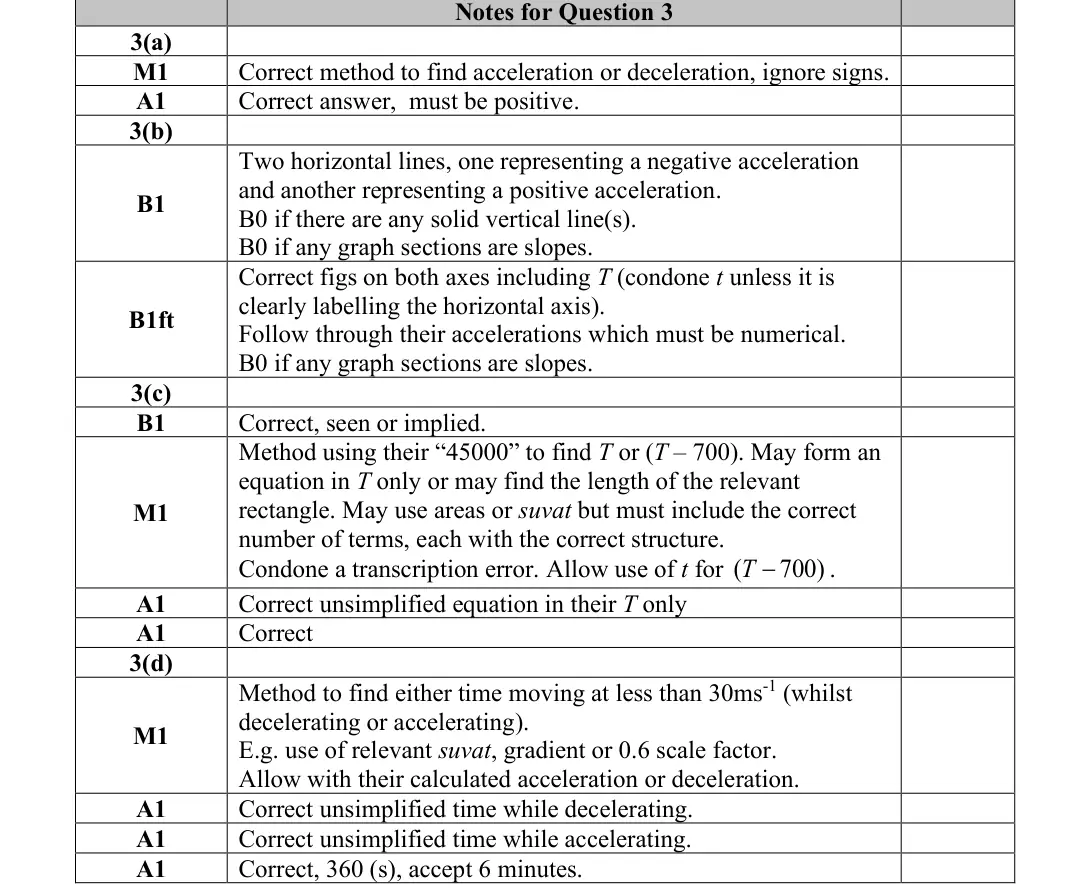 Notes for Question 3
3(a)
M1 Correct method to find acceleration or deceleration, ignore signs.
A1 Correct answer, must be positive.
3(b)
B1 Two horizontal lines, one representing a negative acceleration
and another representing a positive acceleration.
B0 if there are any solid vertical line(s).
B0 if any graph sections are slopes.
B1ft Correct figs on both axes including T (condone t unless it is
clearly labelling the horizontal axis).
Follow through their accelerations which must be numerical.
B0 if any graph sections are slopes.
3(c)
B1 Correct, seen or implied.
M1 Method using their “45000” to find T or (T – 700). May form an
equation in T only or may find the length of the relevant
rectangle. May use areas or suvat but must include the correct
number of terms, each with the correct structure.
Condone a transcription error. Allow use of t for (T − 700) .
A1 Correct unsimplified equation in their T only
A1 Correct
3(d)
M1 Method to find either time moving at less than 30ms⁻¹ (whilst
decelerating or accelerating).
E.g. use of relevant suvat, gradient or 0.6 scale factor.
Allow with their calculated acceleration or deceleration.
A1 Correct unsimplified time while decelerating.
A1 Correct unsimplified time while accelerating.
A1 Correct, 360 (s), accept 6 minutes.